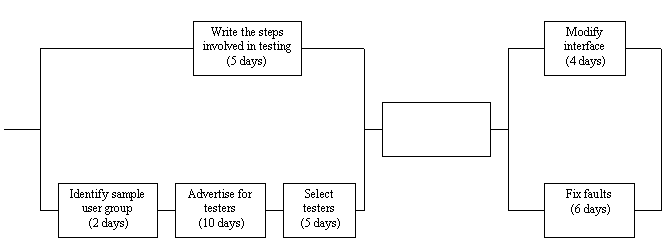 Write the steps
involved in testing
(5 days)
Modify
interface
(4 days)
Identify sample
user group
(2 days)
Advertise for
testers
(10 days)
Select
testers
(5 days)
Fix faults
(6 days)